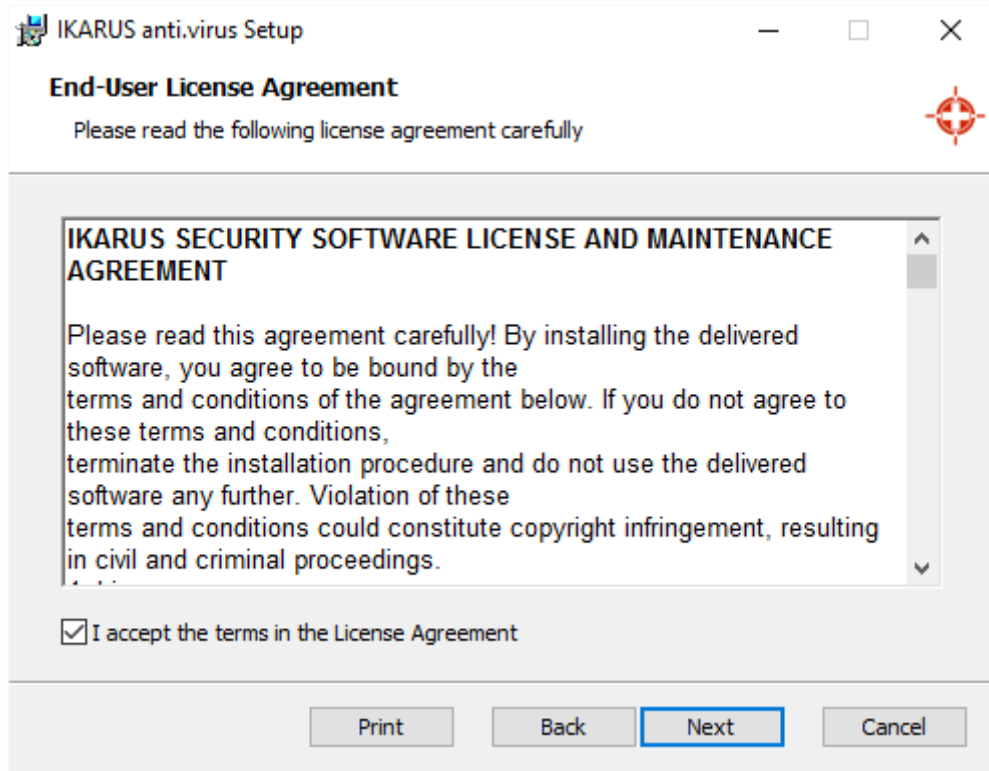 IKARUS anti.virus Setup
End-User License Agreement
Please read the following license agreement carefully
IKARUS SECURITY SOFTWARE LICENSE AND MAINTENANCE
AGREEMENT
Please read this agreement carefully! By installing the delivered
software, you agree to be bound by the
terms and conditions of the agreement below. If you do not agree to
these terms and conditions,
terminate the installation procedure and do not use the delivered
software any further. Violation of these
terms and conditions could constitute copyright infringement, resulting
in civil and criminal proceedings.
I accept the terms in the License Agreement
Print Back Next Cancel